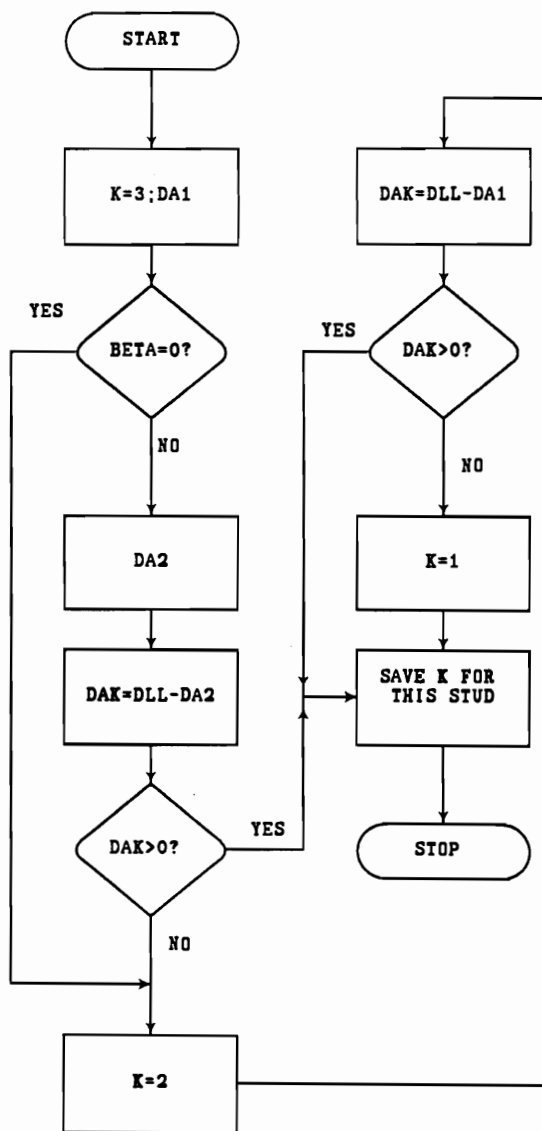 START
K=3;DA1
YES
BETA=0?
NO
DA2
DAK=DLL-DA2
DAK>0?
YES
NO
K=2
DAK=DLL-DA1
YES
DAK>0?
NO
K=1
SAVE K FOR
THIS STUD
STOP